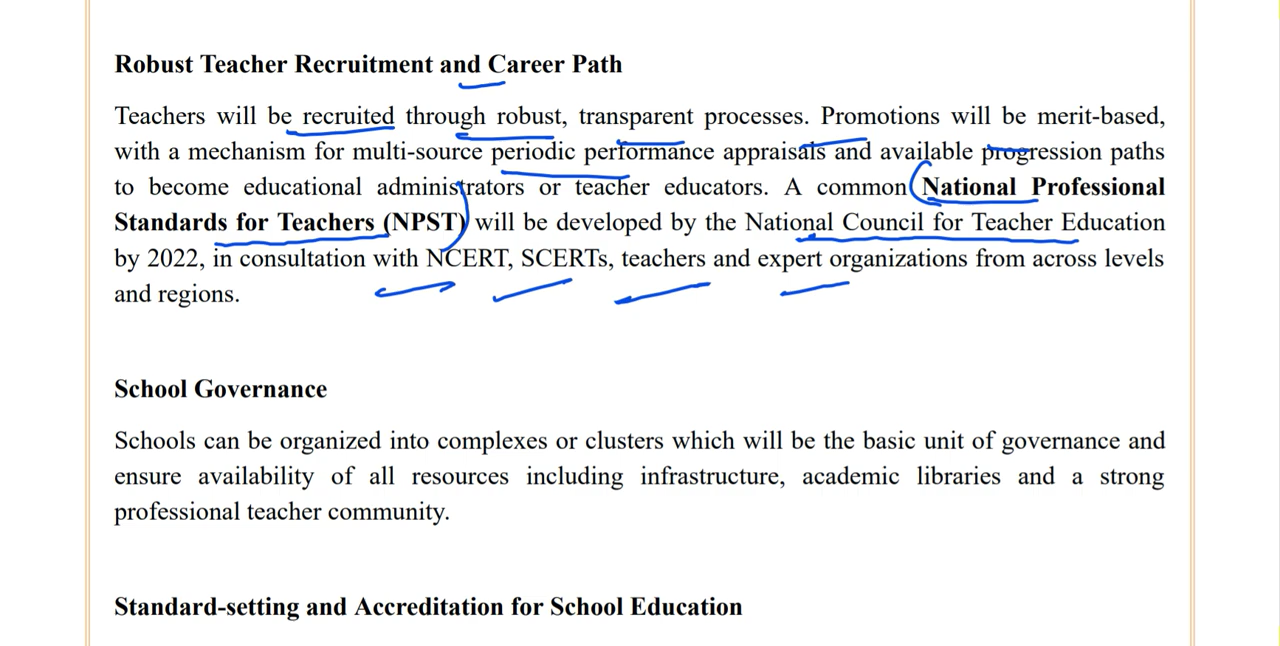 Robust Teacher Recruitment and Career Path
Teachers will be recruited through robust, transparent processes. Promotions will be merit-based,
with a mechanism for multi-source periodic performance appraisals and available progression paths
to become educational administrators or teacher educators. A common National Professional
Standards for Teachers (NPST) will be developed by the National Council for Teacher Education
by 2022, in consultation with NCERT, SCERTs, teachers and expert organizations from across levels
and regions.
School Governance
Schools can be organized into complexes or clusters which will be the basic unit of governance and
ensure availability of all resources including infrastructure, academic libraries and a strong
professional teacher community.
Standard-setting and Accreditation for School Education